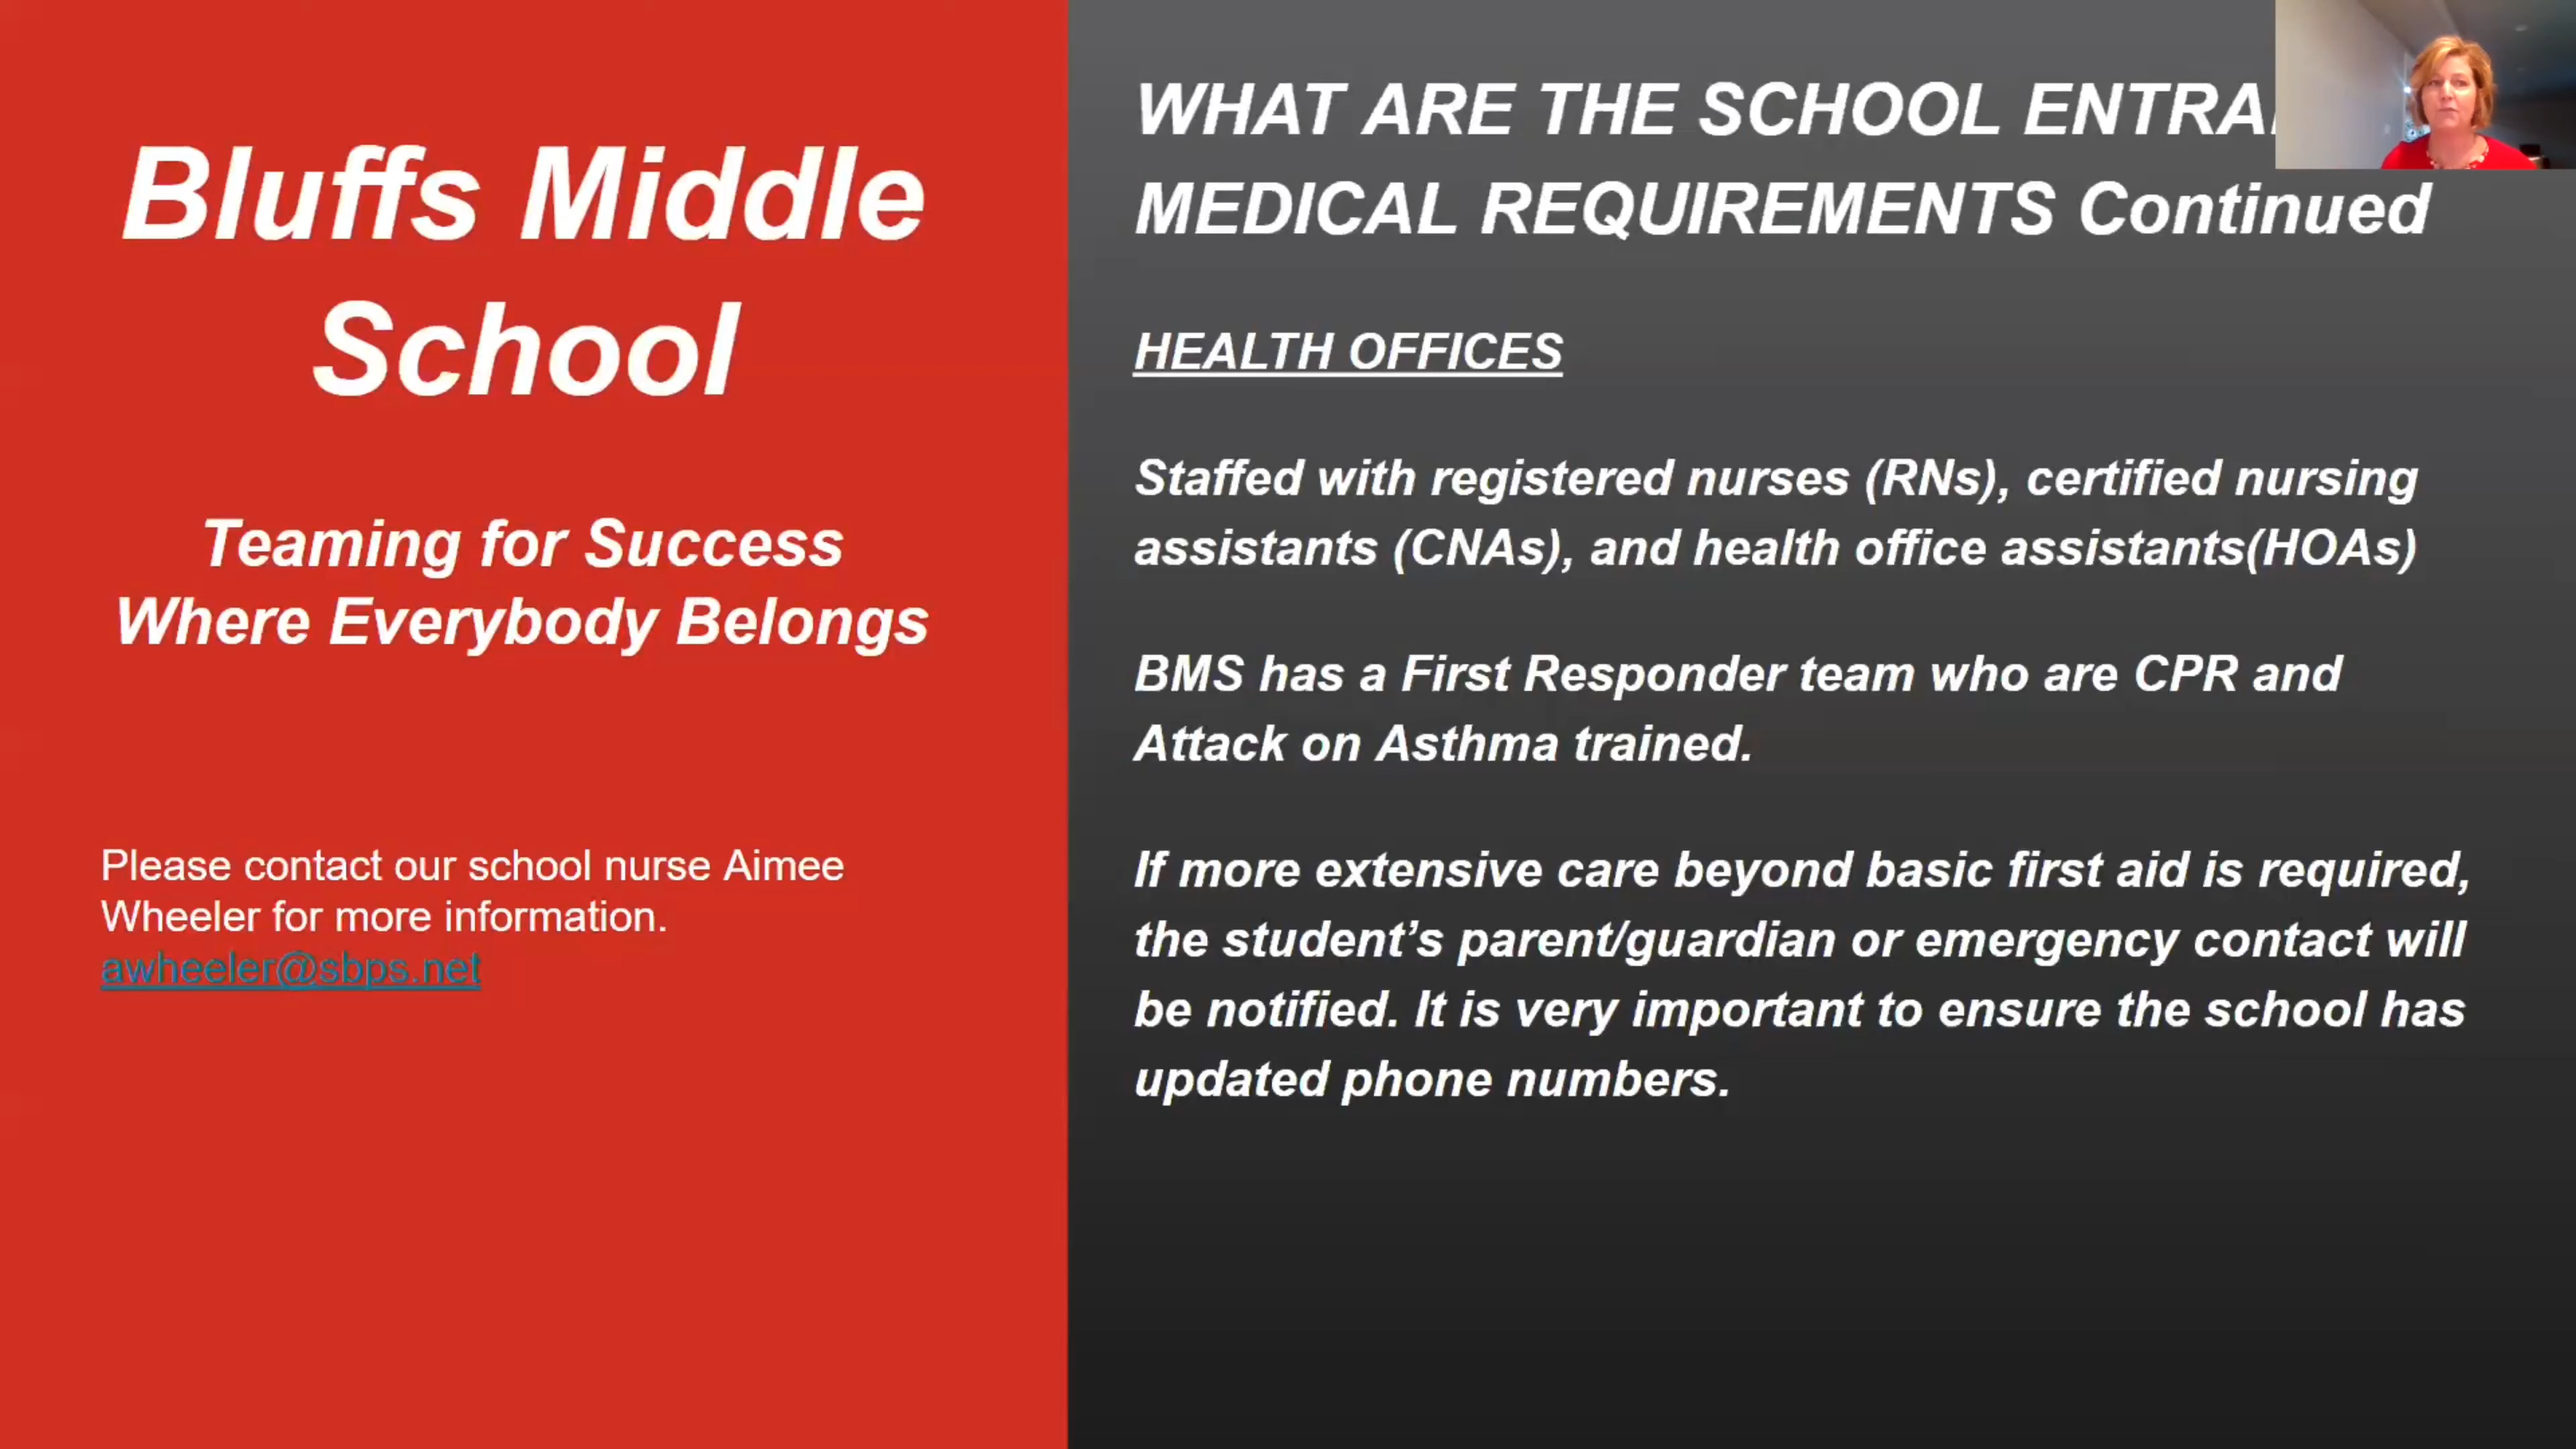 Bluffs Middle
School
Teaming for Success
Where Everybody Belongs
Please contact our school nurse Aimee
Wheeler for more information.
awheeler@sbps.net
WHAT ARE THE SCHOOL
MEDICAL REQUIREMENTS Continued
HEALTH OFFICES
Staffed with registered nurses (RNs), certified nursing
assistants (CNAs), and health office assistants(HOAs)
BMS has a First Responder team who are CPR and
Attack on Asthma trained.
If more extensive care beyond basic first aid is required,
the student’s parent/guardian or emergency contact will
be notified. It is very important to ensure the school has
updated phone numbers.